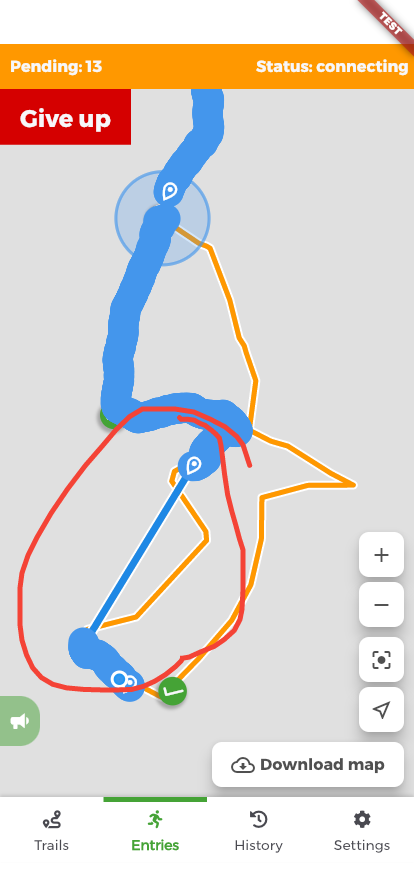 TEST
Pending: 13
Status: connecting
Give up
Download map
Trails
Entries
History
Settings